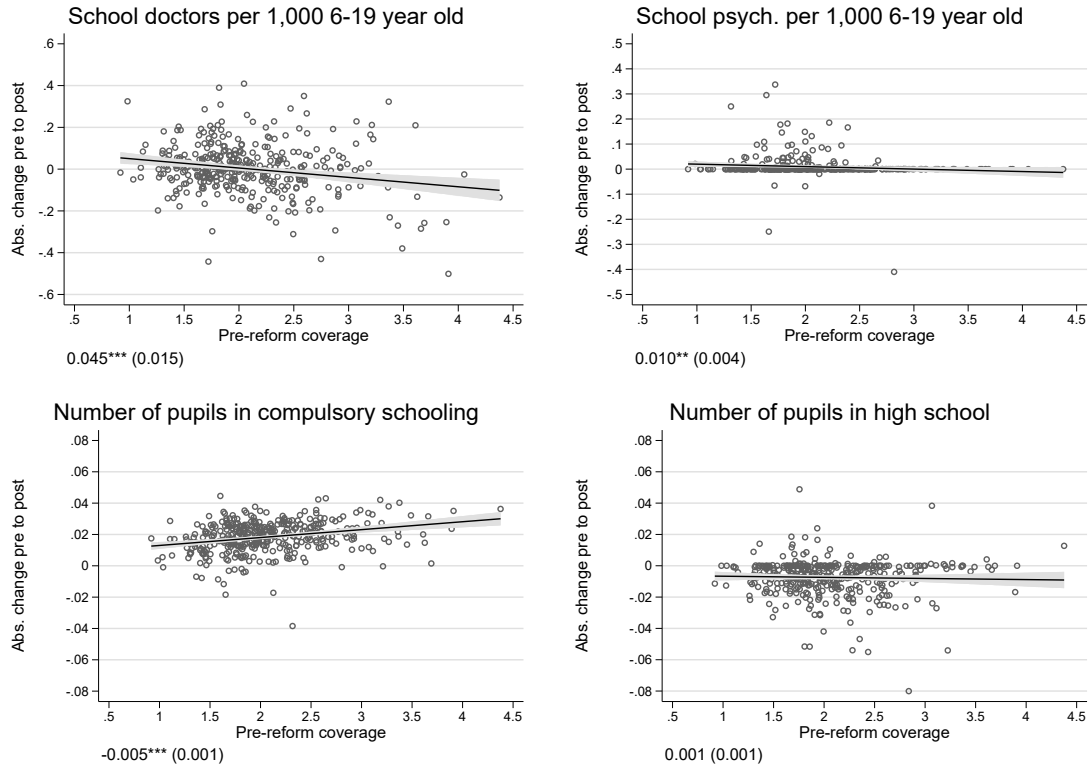 School doctors per 1,000 6-19 year old
Abs. change pre to post
.6
.4
.2
0
-.2
-.4
-.6
.5 1 1.5 2 2.5 3 3.5 4 4.5
Pre-reform coverage
0.045*** (0.015)
School psych. per 1,000 6-19 year old
Abs. change pre to post
.5
.4
.3
.2
.1
0
-.1
-.2
-.3
-.4
-.5
.5 1 1.5 2 2.5 3 3.5 4 4.5
Pre-reform coverage
0.010** (0.004)
Number of pupils in compulsory schooling
Abs. change pre to post
.08
.06
.04
.02
0
-.02
-.04
-.06
-.08
.5 1 1.5 2 2.5 3 3.5 4 4.5
Pre-reform coverage
-0.005*** (0.001)
Number of pupils in high school
Abs. change pre to post
.08
.06
.04
.02
0
-.02
-.04
-.06
-.08
.5 1 1.5 2 2.5 3 3.5 4 4.5
Pre-reform coverage
0.001 (0.001)